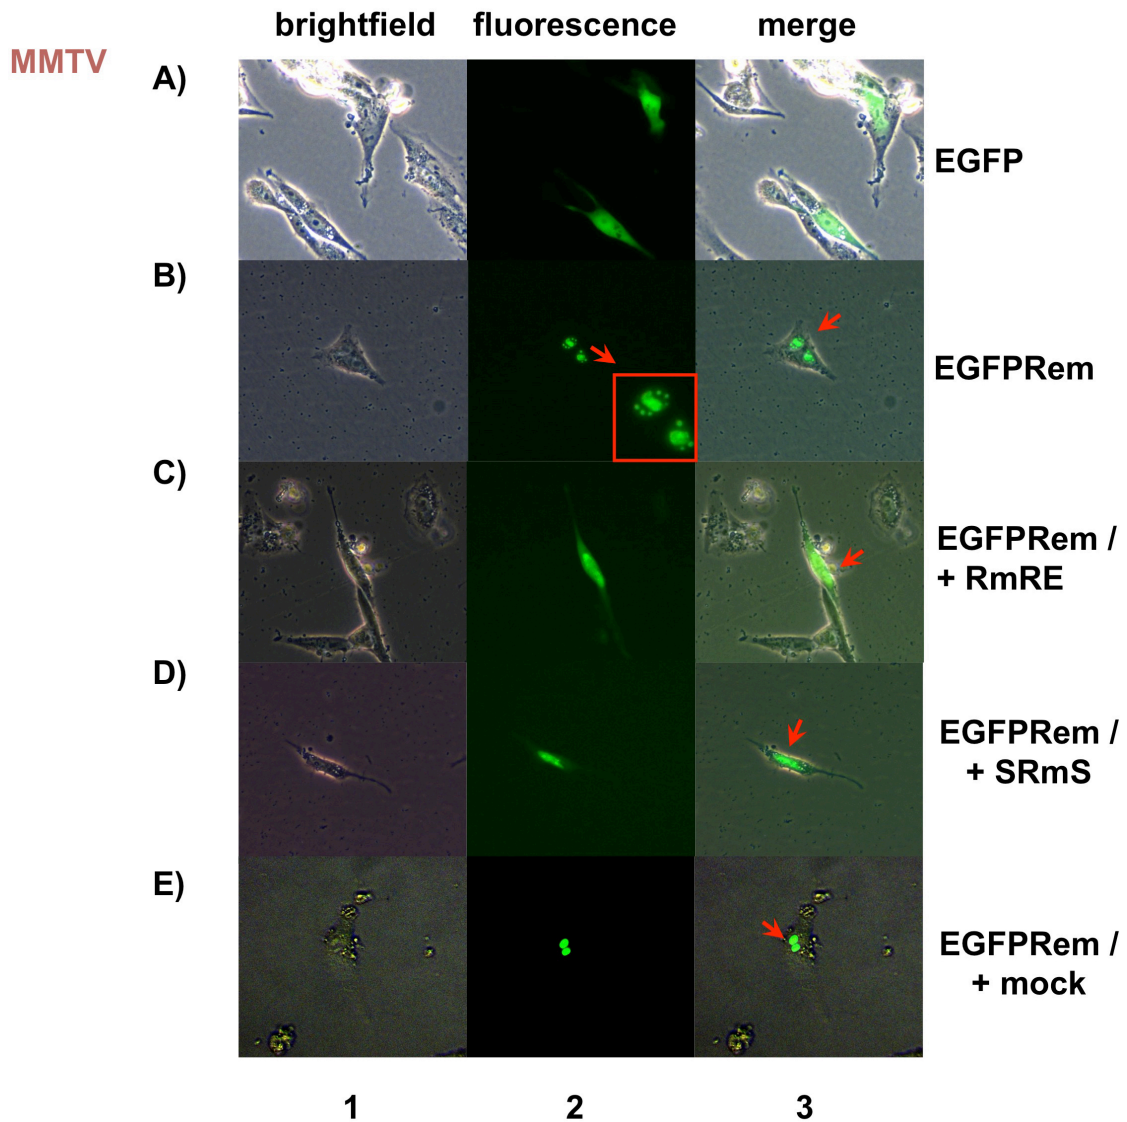 brightfield fluorescence merge
MMTV
A)
EGFP
B)
EGFPRem
C)
EGFPRem /
+ RmRE
D)
EGFPRem /
+ SRmS
E)
EGFPRem /
+ mock
1 2 3